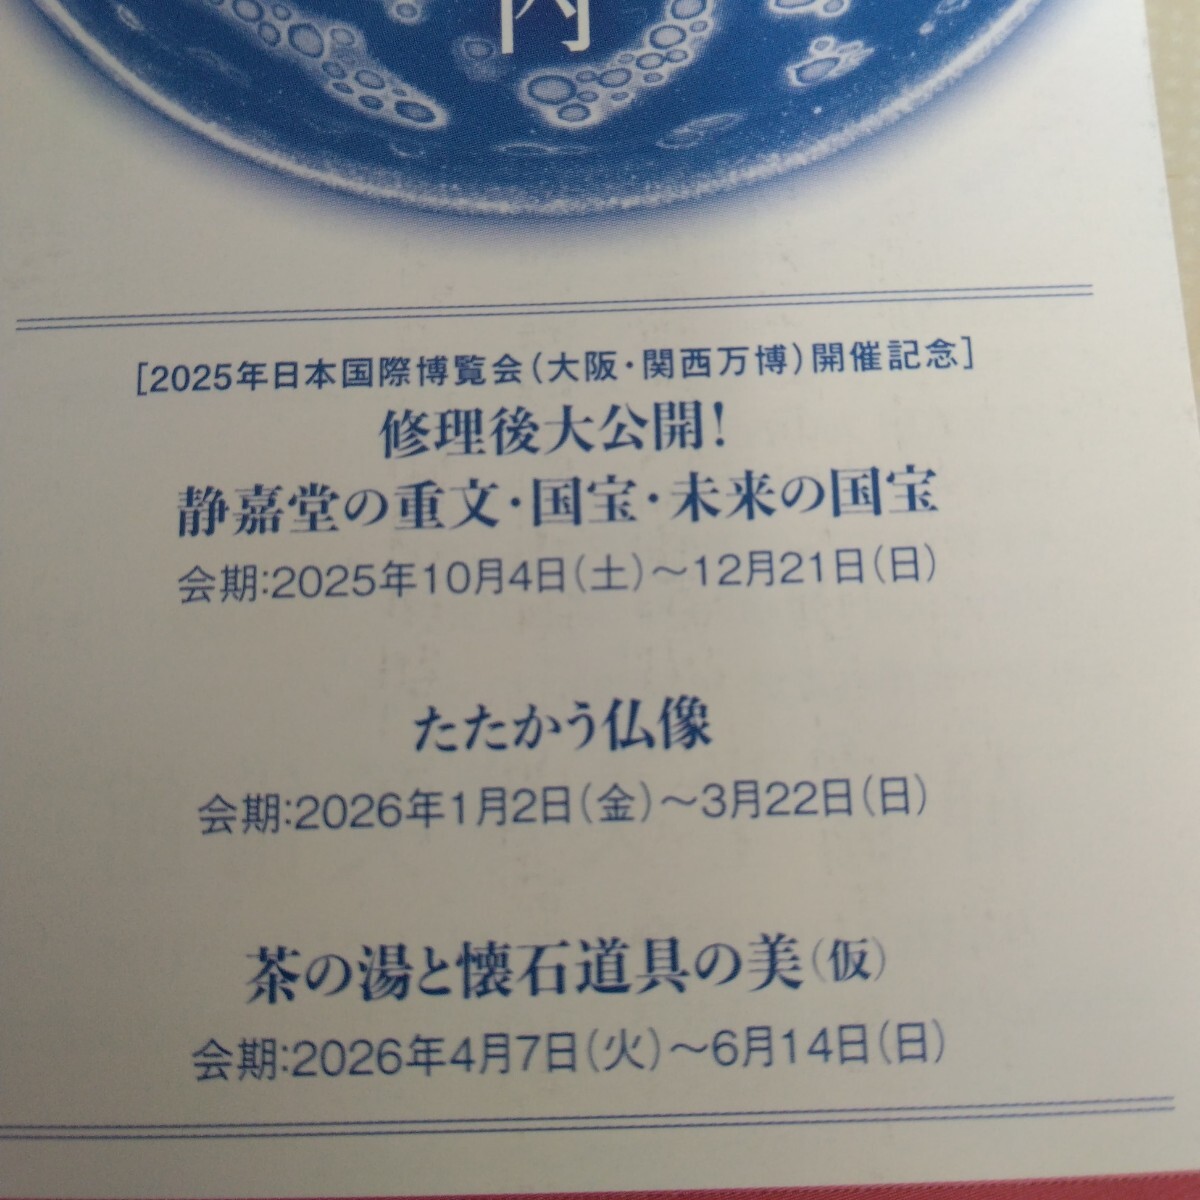 内
[2025年日本国際博覧会(大阪・関西万博)開催記念]
修理後大公開!
静嘉堂の重文・国宝・未来の国宝
会期:2025年10月4日(土)～12月21日(日)
たたかう仏像
会期:2026年1月2日(金)～3月22日(日)
茶の湯と懐石道具の美(仮)
会期:2026年4月7日(火)～6月14日(日)